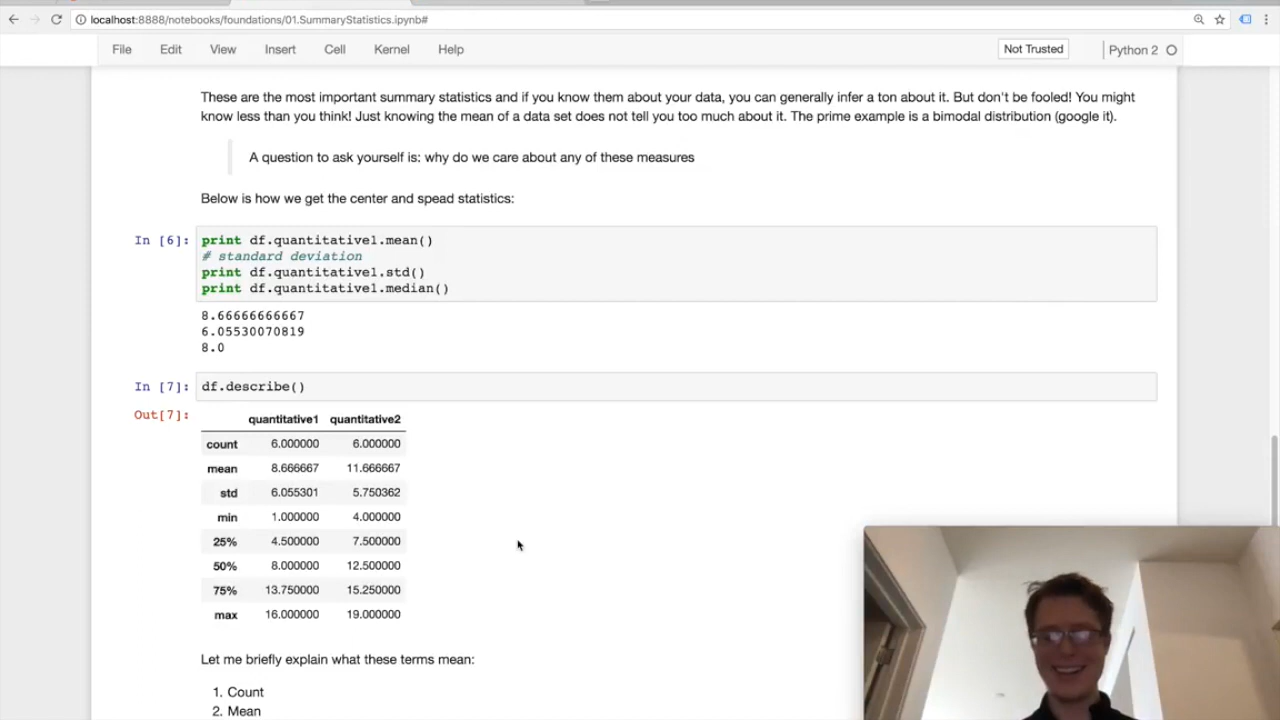 localhost:8888/notebooks/foundations/01.SummaryStatistics.ipynb#
File Edit View Insert Cell Kernel Help Not Trusted Python 2
These are the most important summary statistics and if you know them about your data, you can generally infer a ton about it. But don't be fooled! You might
know less than you think! Just knowing the mean of a data set does not tell you too much about it. The prime example is a bimodal distribution (google it).
A question to ask yourself is: why do we care about any of these measures
Below is how we get the center and spead statistics:
In [6]: print df.quantitative1.mean()
# standard deviation
print df.quantitative1.std()
print df.quantitative1.median()
8.66666666667
6.05530070819
8.0
In [7]: df.describe()
Out[7]:
quantitative1 quantitative2
count 6.000000 6.000000
mean 8.666667 11.666667
std 6.055301 5.750362
min 1.000000 4.000000
25% 4.500000 7.500000
50% 8.000000 12.500000
75% 13.750000 15.250000
max 16.000000 19.000000
Let me briefly explain what these terms mean:
1. Count
2. Mean